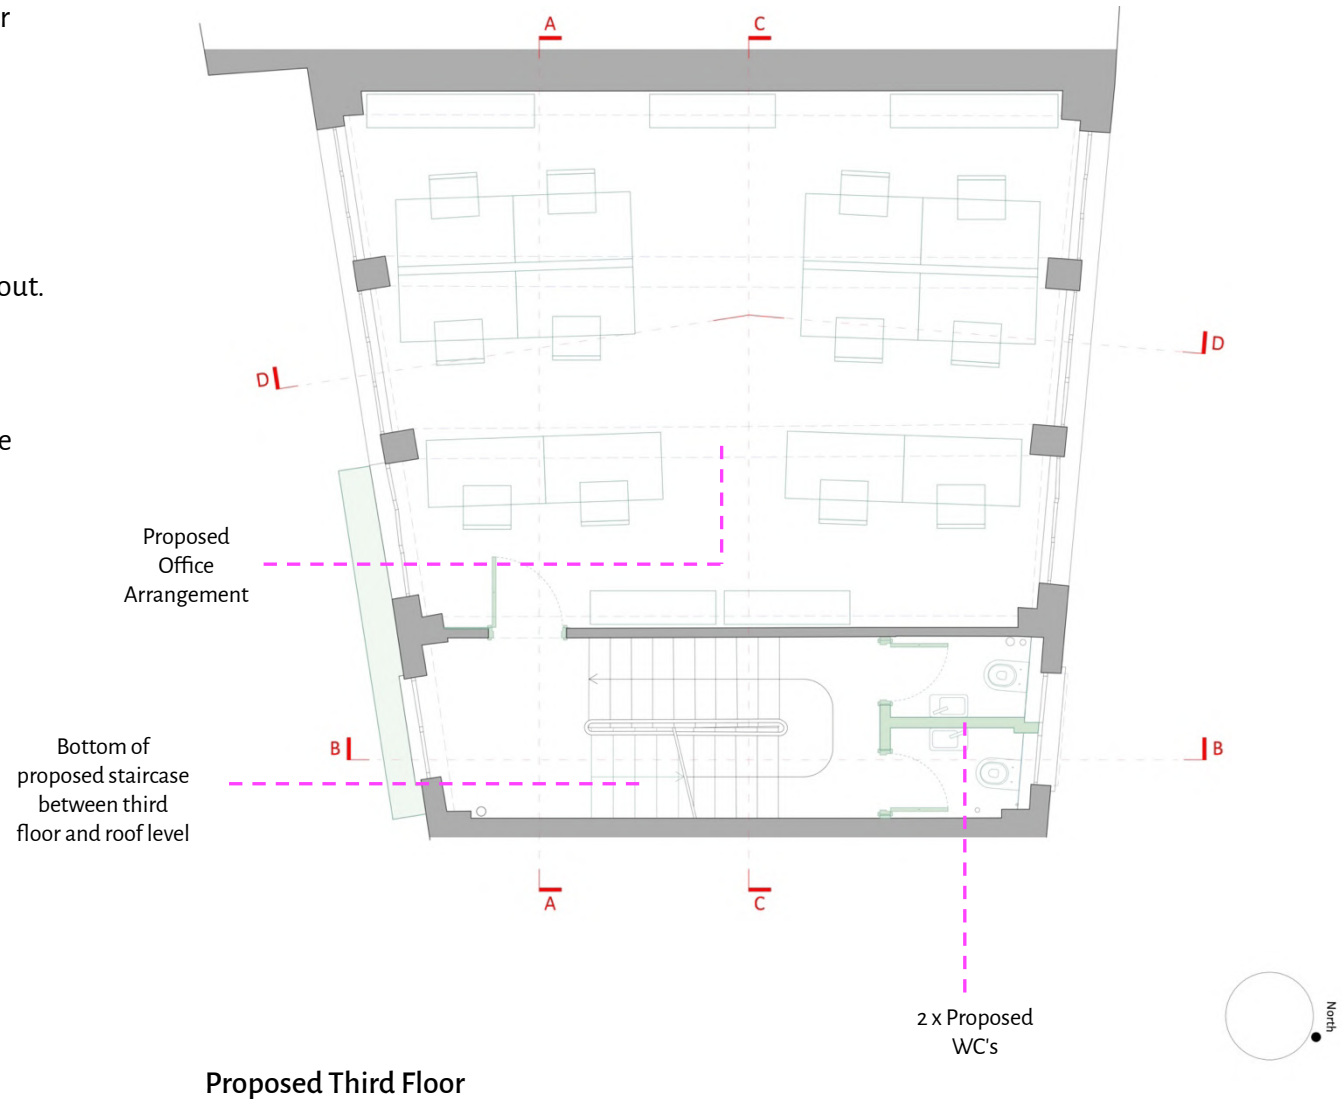 r
A
C
out.
D
D
e
Proposed
Office
Arrangement
Bottom of
proposed staircase
between third
floor and roof level
B
B
A
C
2 x Proposed
WC's
North
Proposed Third Floor